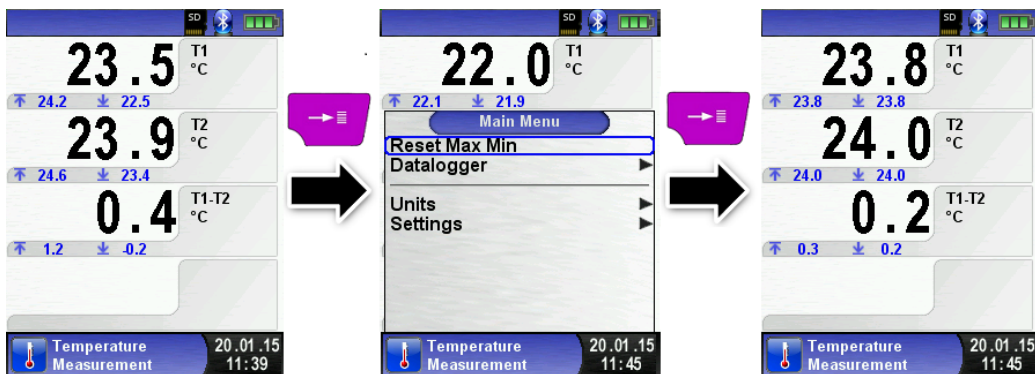 SD
23.5 T1 °C
24.2 22.5
23.9 T2 °C
24.6 23.4
0.4 T1-T2 °C
1.2 -0.2
Temperature Measurement
20.01.15
11:39
SD
22.0 T1 °C
22.1 21.9
Main Menu
Reset Max Min
Datalogger
Units
Settings
Temperature Measurement
20.01.15
11:45
SD
23.8 T1 °C
23.8 23.8
24.0 T2 °C
24.0 24.0
0.2 T1-T2 °C
0.3 0.2
Temperature Measurement
20.01.15
11:45